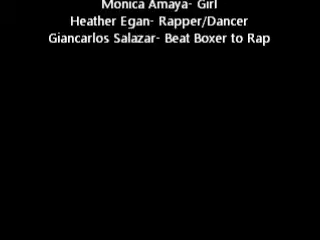 Monica Amaya- Girl
Heather Egan- Rapper/Dancer
Giancarlos Salazar- Beat Boxer to Rap